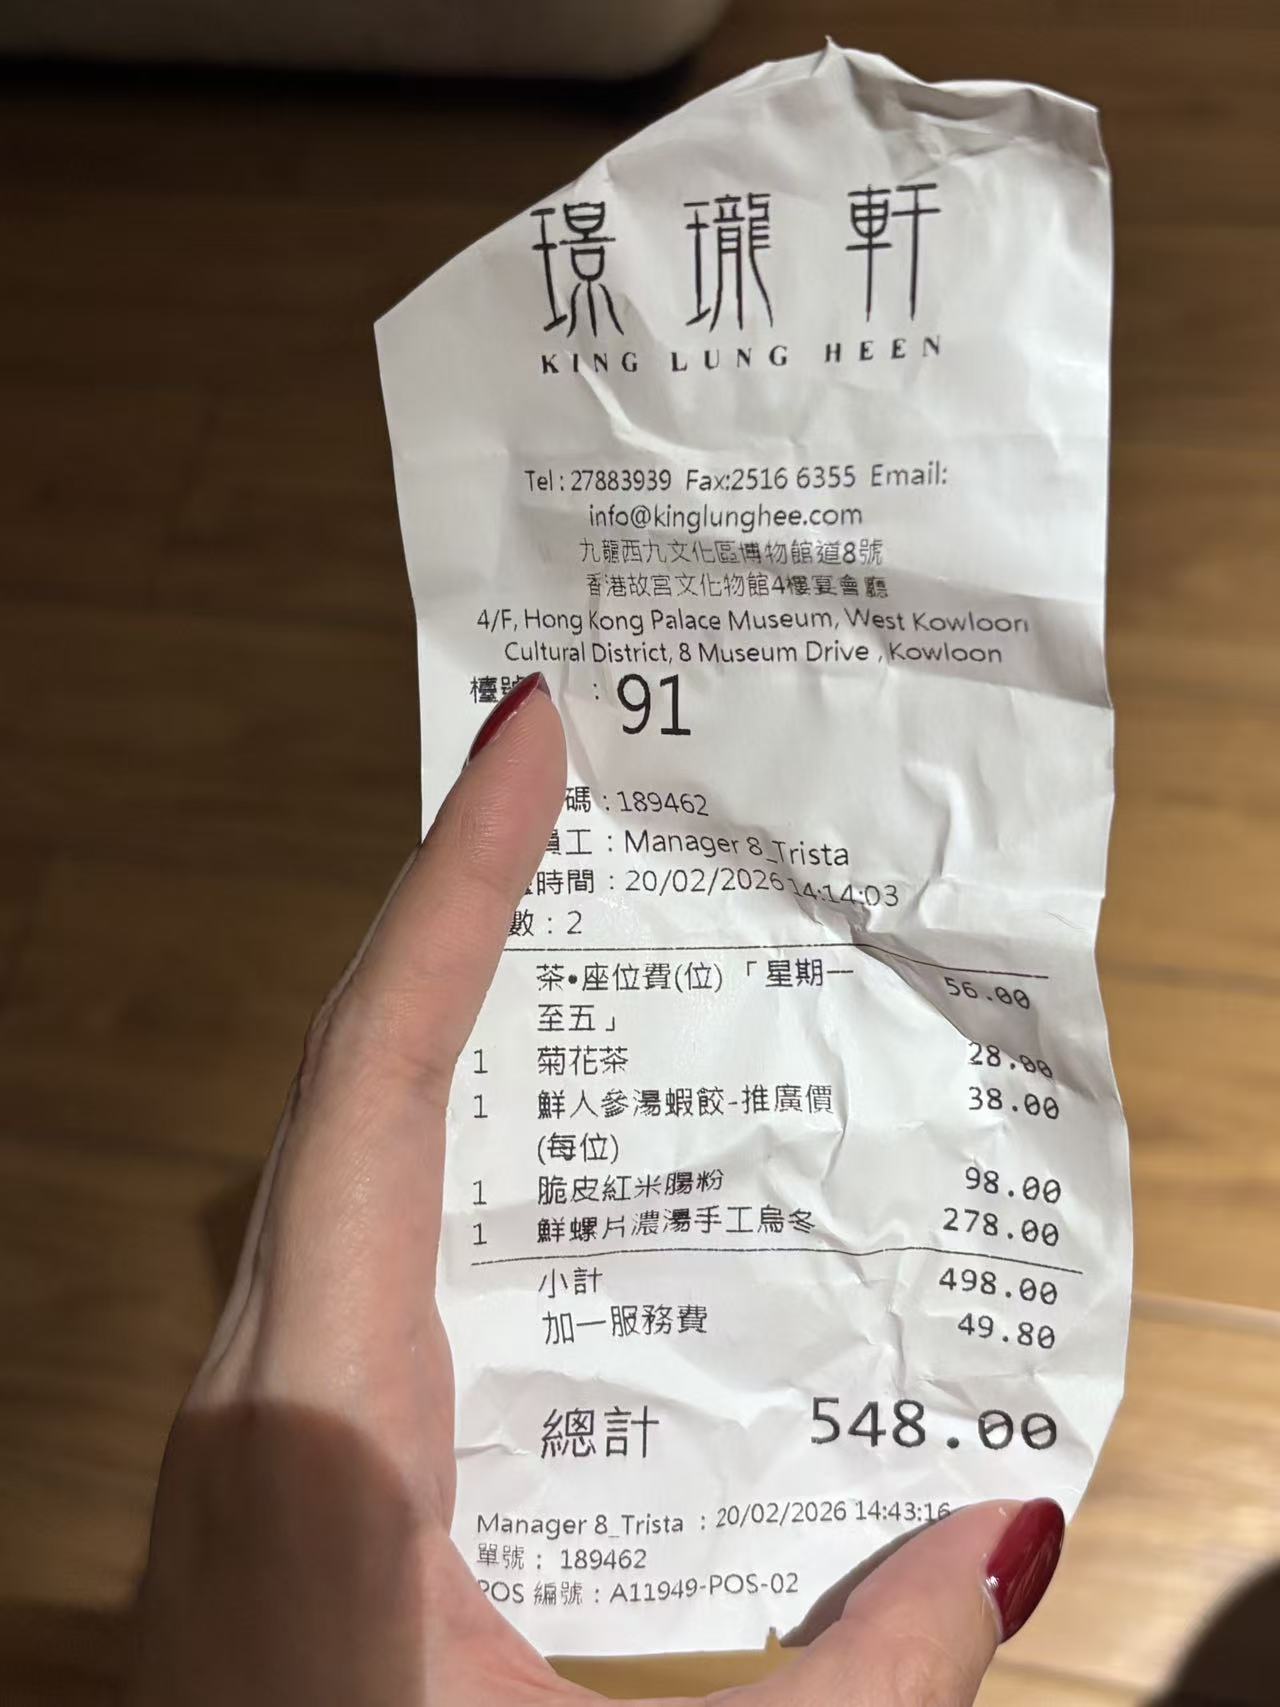 璟瓏軒
KING LUNG HEEN
Tel : 27883939 Fax:2516 6355 Email:
info@kinglunghee.com
九龍西九文化區博物館道8號
香港故宮文化物館4樓宴會廳
4/F, Hong Kong Palace Museum, West Kowloon
Cultural District, 8 Museum Drive , Kowloon
檯號 : 91
碼 : 189462
員工 : Manager 8_Trista
時間 : 20/02/2026 14:14:03
數 : 2
茶•座位費(位)「星期一 56.00
至五」
1 菊花茶 28.00
1 鮮人參湯蝦餃-推廣價 38.00
(每位)
1 脆皮紅米腸粉 98.00
1 鮮螺片濃湯手工烏冬 278.00
小計 498.00
加一服務費 49.80
總計 548.00
Manager 8_Trista : 20/02/2026 14:43:16
單號 : 189462
POS 編號 : A11949-POS-02